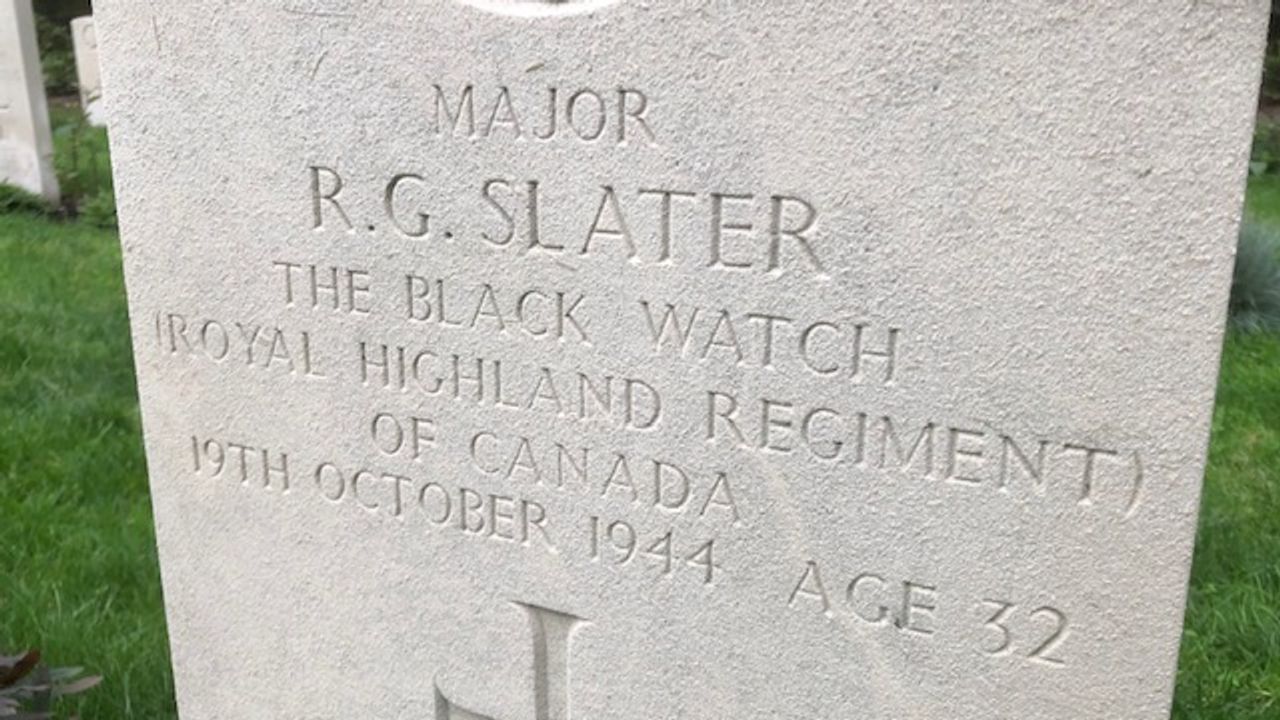 MAJOR
R.G. SLATER
THE BLACK WATCH
(ROYAL HIGHLAND REGIMENT)
OF CANADA
19TH OCTOBER 1944 AGE 32